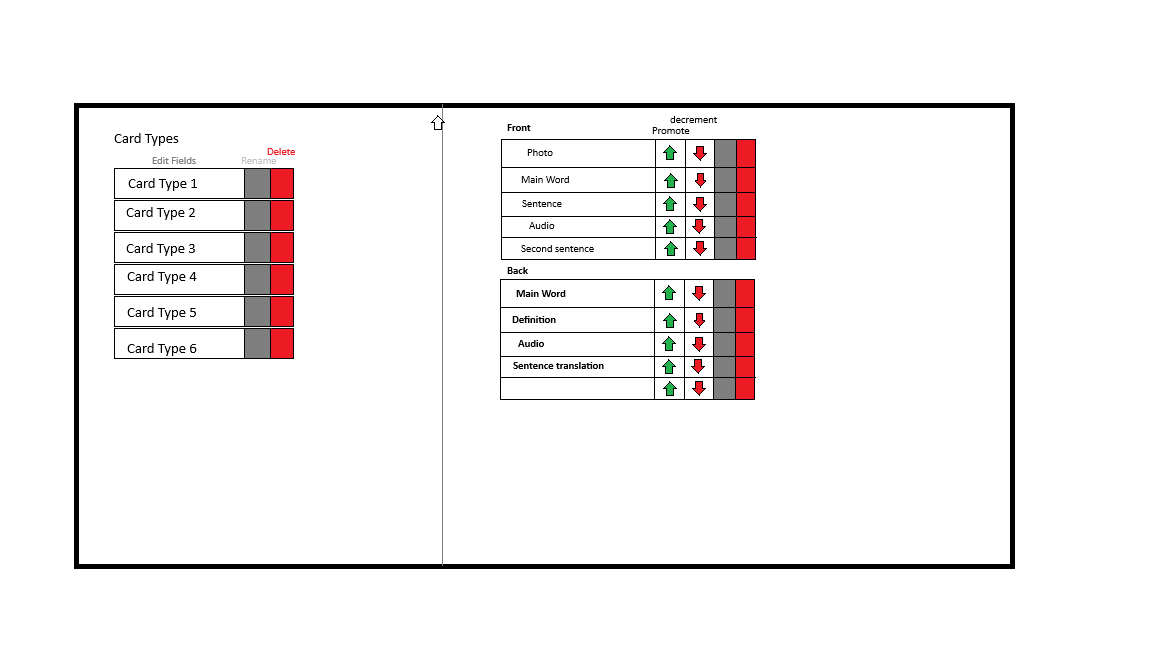 Card Types
Delete
Edit Fields
Rename
Card Type 1
Card Type 2
Card Type 3
Card Type 4
Card Type 5
Card Type 6
decrement
Front
Promote
Photo
Main Word
Sentence
Audio
Second sentence
Back
Main Word
Definition
Audio
Sentence translation